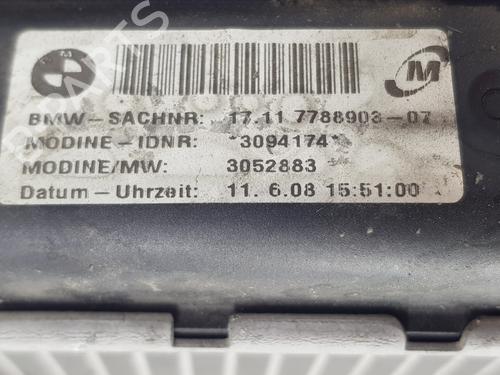 BMW-SACHNR: 17.11 7788903-07
MODINE-IDNR: *3094174*
MODINE/MW: 3052883
Datum-Uhrzeit: 11. 6.08 15:51:00
M